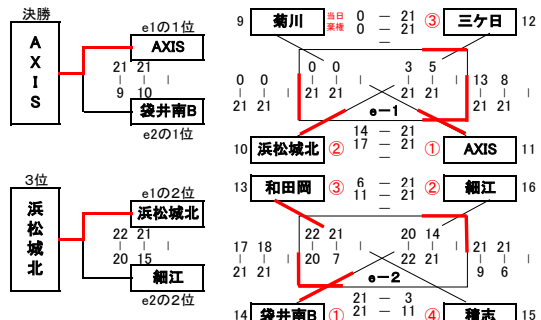 決勝
AXIS
e1の1位
AXIS
21 21
| | |
9 10
袋井南B
e2の1位
3位
浜松城北
e1の2位
浜松城北
22 21
| | |
20 15
細江
e2の2位
9 菊川 当日棄権 0 — 21 ③ 三ケ日 12
0 — 21
—
0 0 3 5
0 0 | | | | | | 13 8
| | | 21 21 21 21 | | |
21 21 e-1 21 21
14 — 21
10 浜松城北 ② 17 — 21 ① AXIS 11
—
13 和田岡 ③ 6 — 21 ② 細江 16
11 — 21
—
22 21 20 14
17 18 | | | | | | 21 21
| | | 20 7 22 21 | | |
21 21 e-2 9 6
21 — 3
14 袋井南B ① 21 — 11 ④ 積志 15
—